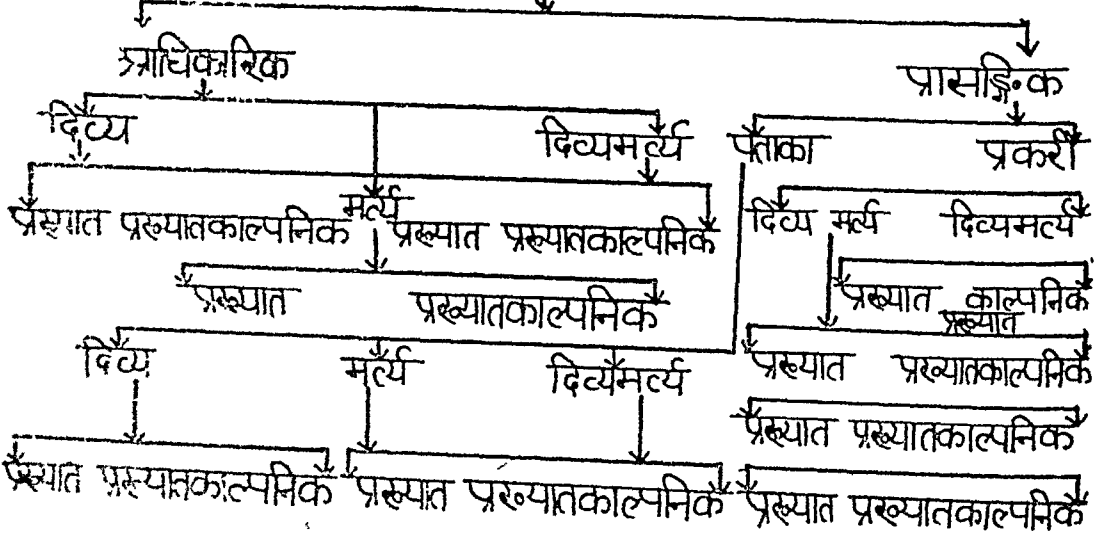 आधिकारिक प्रासङ्गिक
दिव्य दिव्यमर्त्य पताका प्रकरी
मर्त्य
प्रख्यात प्रख्यातकाल्पनिक प्रख्यात प्रख्यातकाल्पनिक दिव्य मर्त्य दिव्यमर्त्य
प्रख्यात प्रख्यातकाल्पनिक प्रख्यात काल्पनिक
प्रख्यात
दिव्य मर्त्य दिव्यमर्त्य प्रख्यात प्रख्यातकाल्पनिक
प्रख्यात प्रख्यातकाल्पनिक
प्रख्यात प्रख्यातकाल्पनिक प्रख्यात प्रख्यातकाल्पनिक प्रख्यात प्रख्यातकाल्पनिक